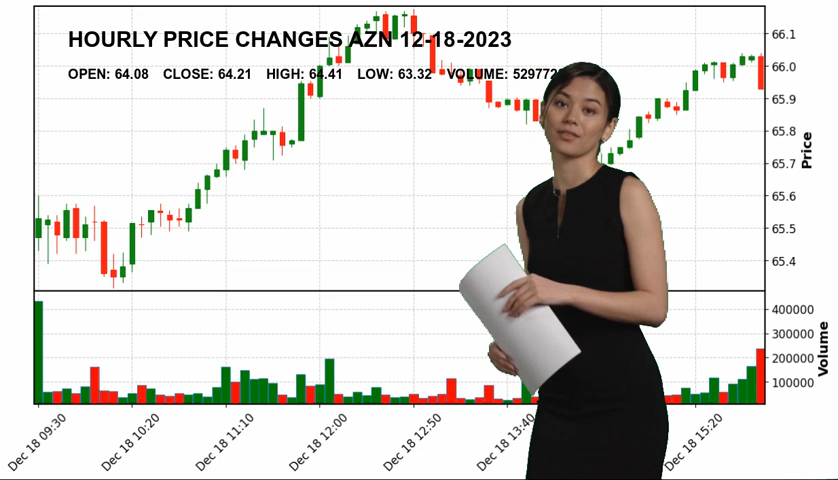 HOURLY PRICE CHANGES AZN 12-18-2023
OPEN: 64.08 CLOSE: 64.21 HIGH: 64.41 LOW: 63.32 VOLUME: 529772
66.1
66.0
65.9
65.8
65.7
65.6
65.5
65.4
Price
400000
300000
200000
100000
Volume
Dec 18 09:30
Dec 18 10:20
Dec 18 11:10
Dec 18 12:00
Dec 18 12:50
Dec 18 13:40
Dec 18 15:20